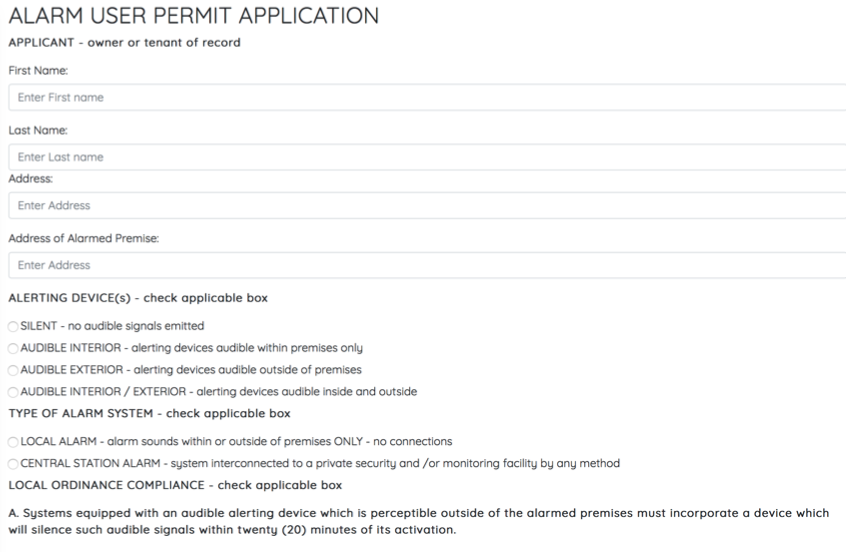 ALARM USER PERMIT APPLICATION
APPLICANT - owner or tenant of record
First Name:
Enter First name
Last Name:
Enter Last name
Address:
Enter Address
Address of Alarmed Premise:
Enter Address
ALERTING DEVICE(s) - check applicable box
SILENT - no audible signals emitted
AUDIBLE INTERIOR - alerting devices audible within premises only
AUDIBLE EXTERIOR - alerting devices audible outside of premises
AUDIBLE INTERIOR / EXTERIOR - alerting devices audible inside and outside
TYPE OF ALARM SYSTEM - check applicable box
LOCAL ALARM - alarm sounds within or outside of premises ONLY - no connections
CENTRAL STATION ALARM - system interconnected to a private security and /or monitoring facility by any method
LOCAL ORDINANCE COMPLIANCE - check applicable box
A. Systems equipped with an audible alerting device which is perceptible outside of the alarmed premises must incorporate a device which
will silence such audible signals within twenty (20) minutes of its activation.